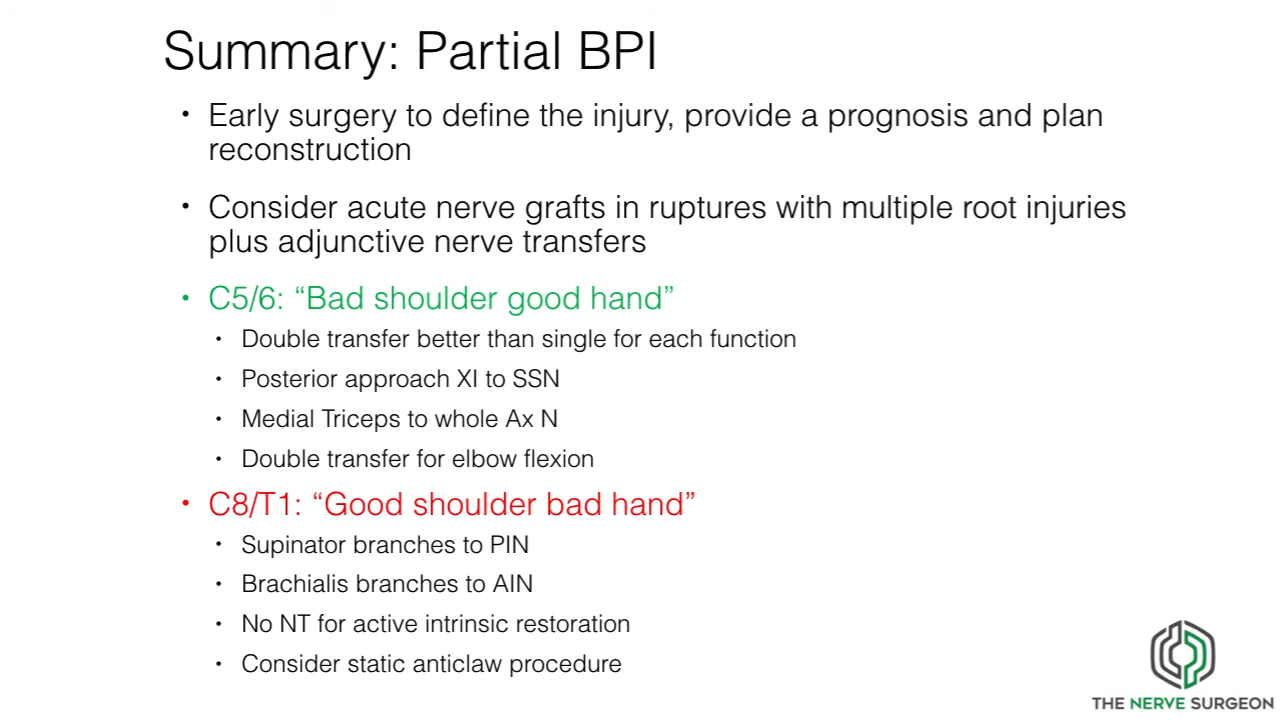 Summary: Partial BPI
• Early surgery to define the injury, provide a prognosis and plan
reconstruction
• Consider acute nerve grafts in ruptures with multiple root injuries
plus adjunctive nerve transfers
• C5/6: “Bad shoulder good hand”
• Double transfer better than single for each function
• Posterior approach XI to SSN
• Medial Triceps to whole Ax N
• Double transfer for elbow flexion
• C8/T1: “Good shoulder bad hand”
• Supinator branches to PIN
• Brachialis branches to AIN
• No NT for active intrinsic restoration
• Consider static anticlaw procedure
THE NERVE SURGEON